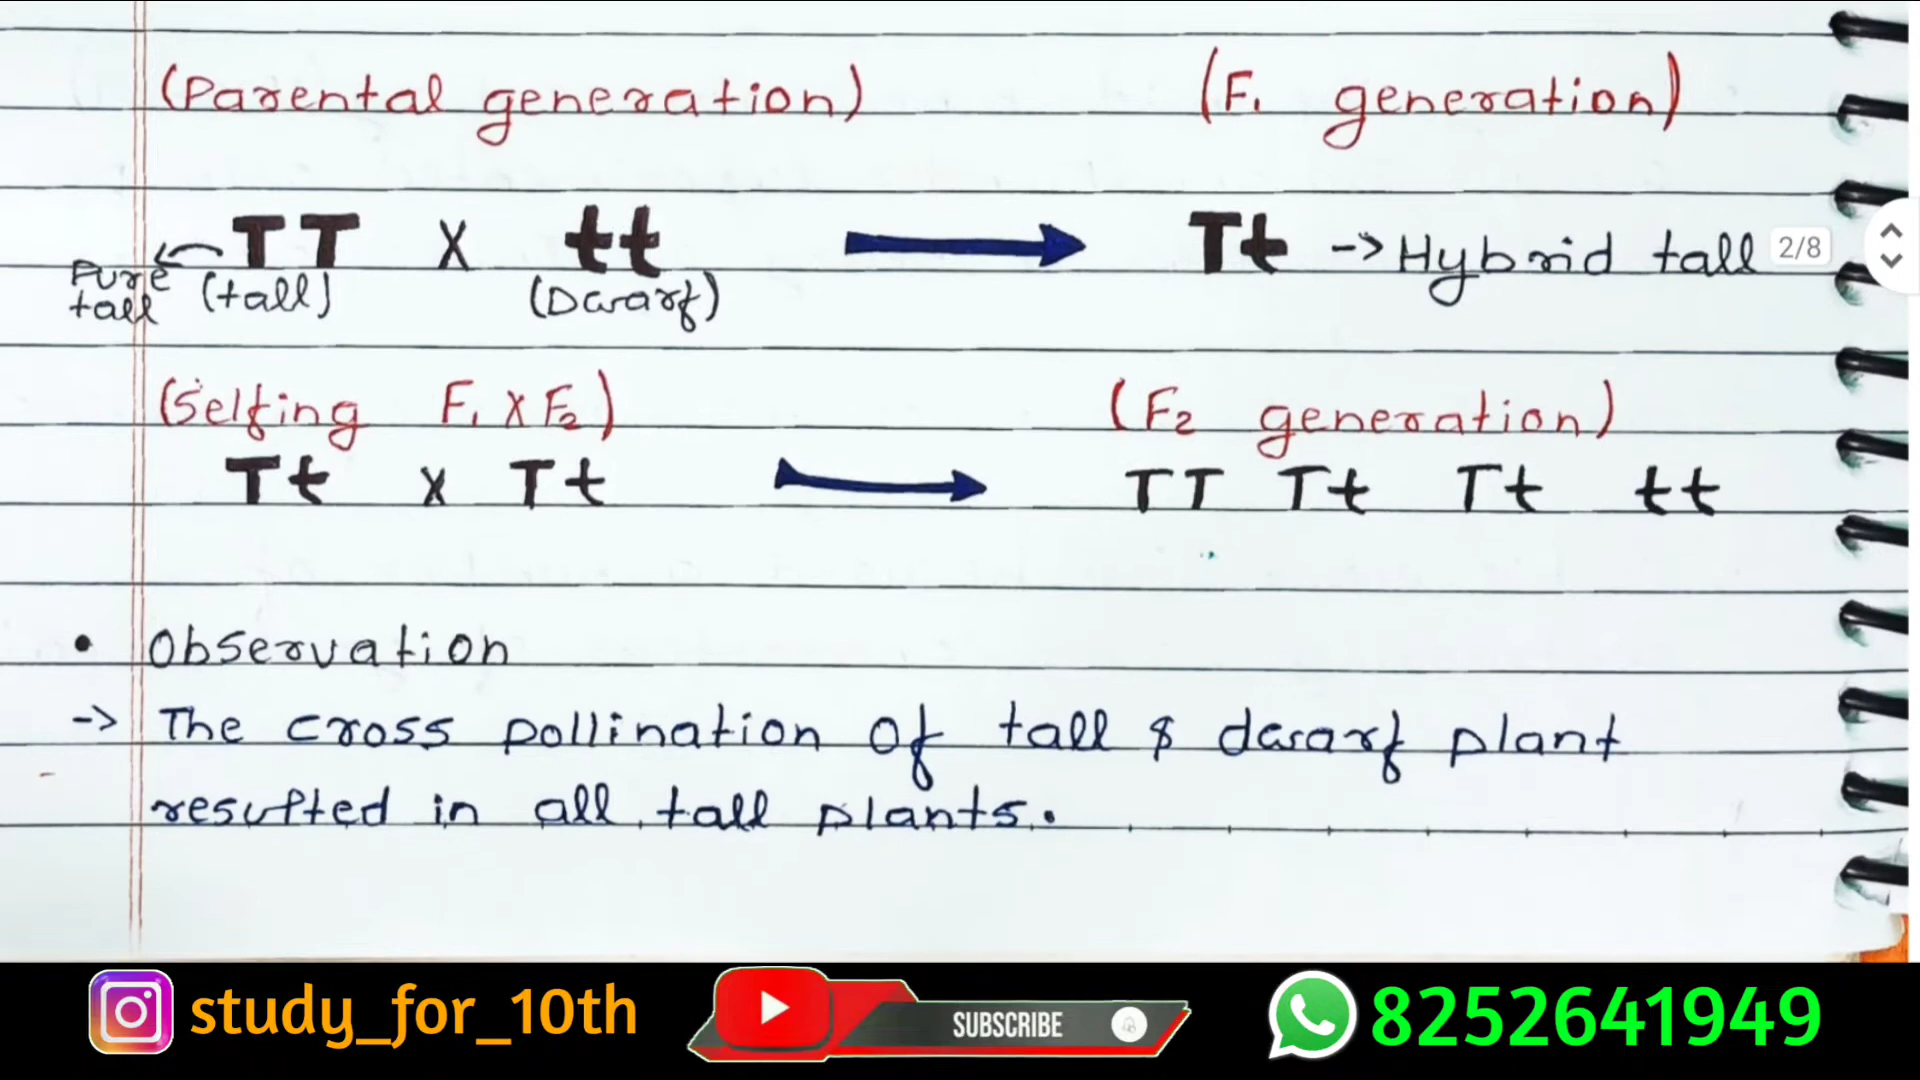 (Parental generation) (F1 generation)
TT X tt Tt -> Hybrid tall 2/8
Pure tall (tall) (Dwarf)
(Selfing F1 X F2) (F2 generation)
Tt x Tt TT Tt Tt tt
• Observation
-> The cross pollination of tall & dwarf plant
resulted in all tall plants.
study_for_10th SUBSCRIBE 8252641949